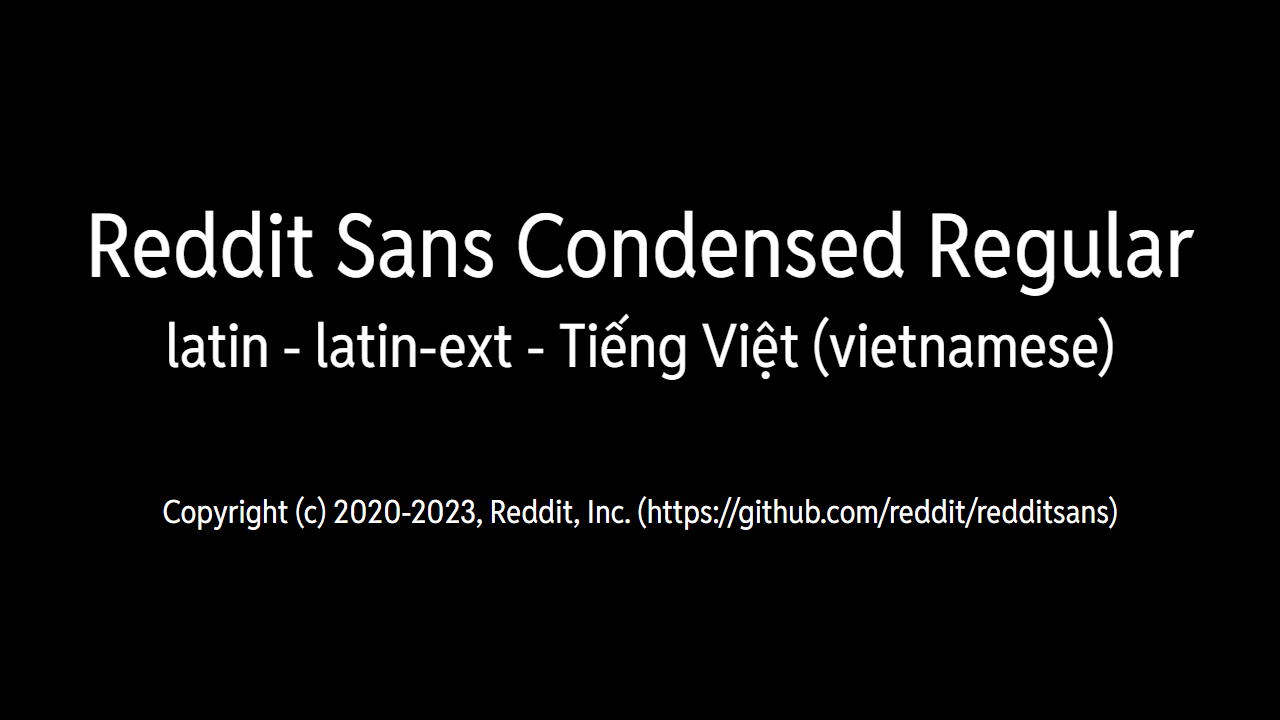 Reddit Sans Condensed Regular
latin - latin-ext - Tiếng Việt (vietnamese)
Copyright (c) 2020-2023, Reddit, Inc. (https://github.com/reddit/redditsans)